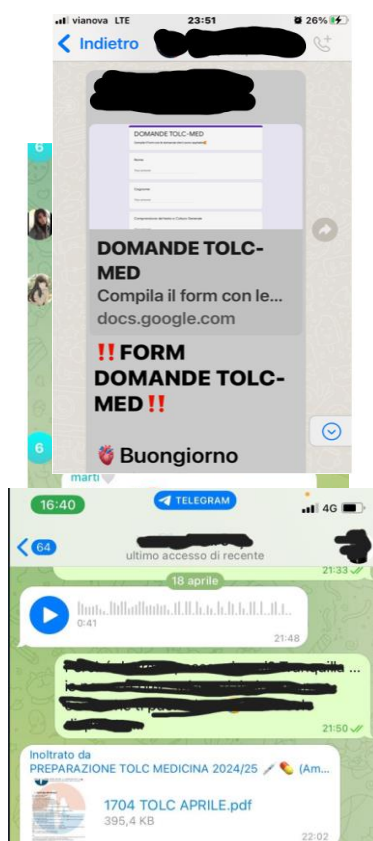 vianova LTE 23:51 26%
Indietro
DOMANDE TOLC-MED
Nome
Cognome
DOMANDE TOLC-
MED
Compila il form con le...
docs.google.com
‼️FORM
DOMANDE TOLC-
MED‼️
🫀 Buongiorno
6
6
marti🤍
16:40 TELEGRAM 4G
64
ultimo accesso di recente
21:33
18 aprile
0:41
21:48
21:50
Inoltrato da
PREPARAZIONE TOLC MEDICINA 2024/25 💉 💊 (Am...
1704 TOLC APRILE.pdf
395,4 KB
22:02